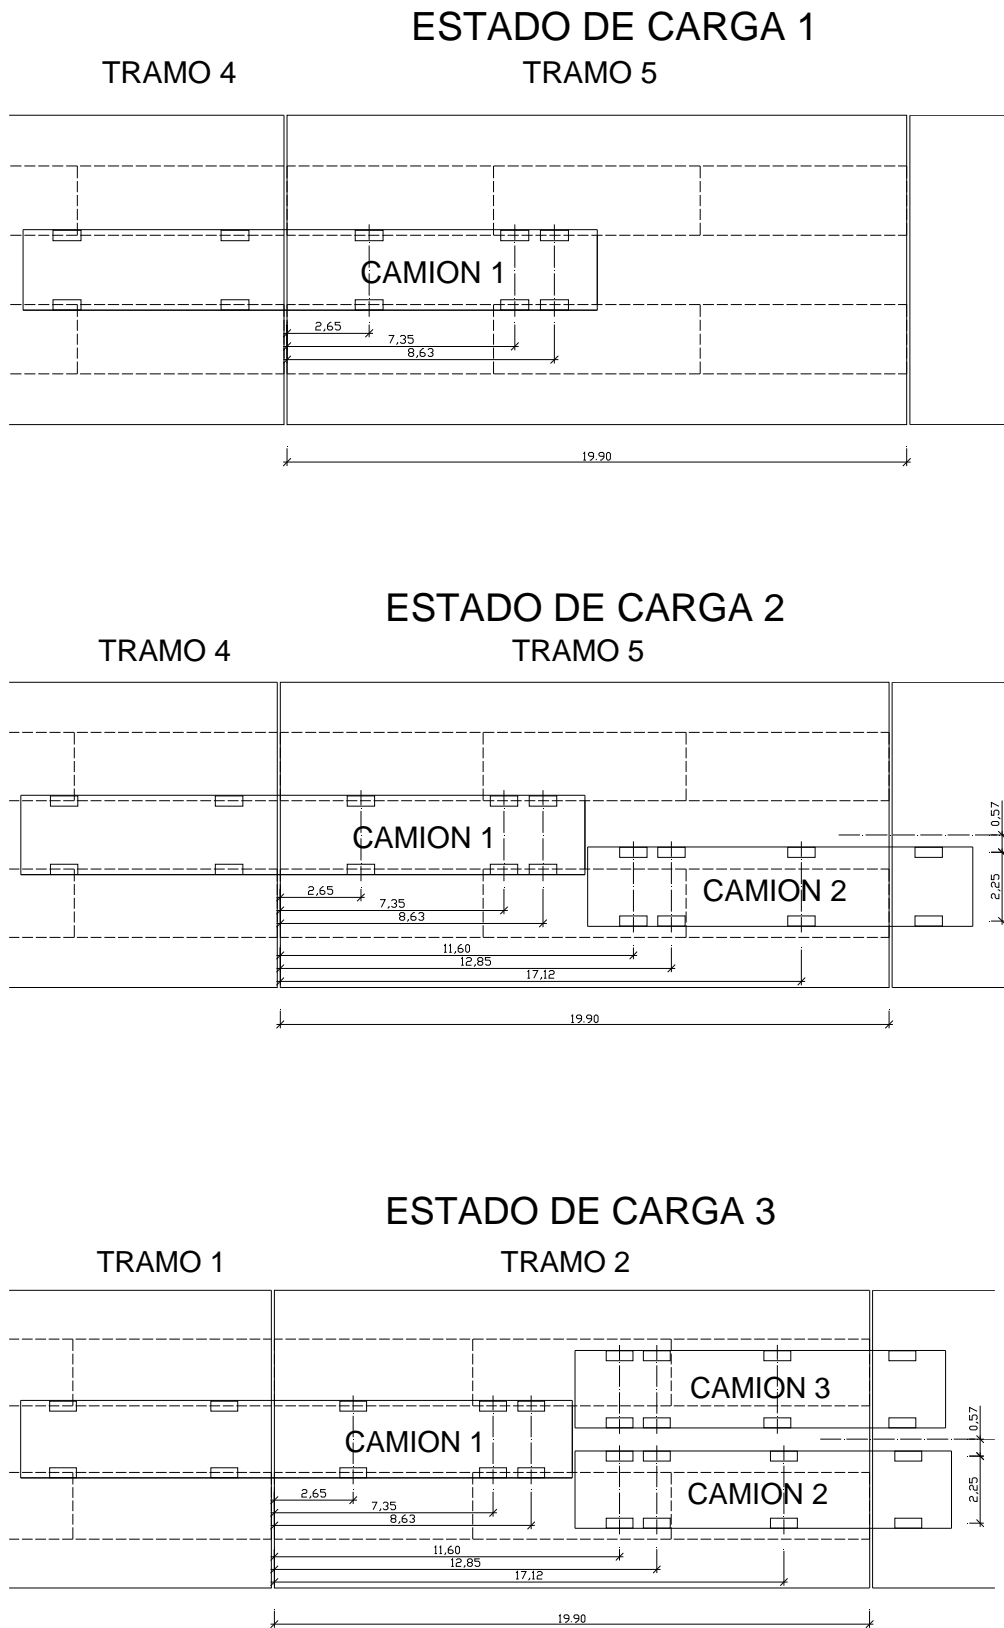 ESTADO DE CARGA 1
TRAMO 4 TRAMO 5
CAMION 1
2,65
7,35
8,63
19.90
ESTADO DE CARGA 2
TRAMO 4 TRAMO 5
0,57
CAMION 1
CAMION 2
2,25
2,65
7,35
8,63
11,60
12,85
17,12
19.90
ESTADO DE CARGA 3
TRAMO 1 TRAMO 2
CAMION 3
0,57
CAMION 1
CAMION 2
2,25
2,65
7,35
8,63
11,60
12,85
17,12
19.90